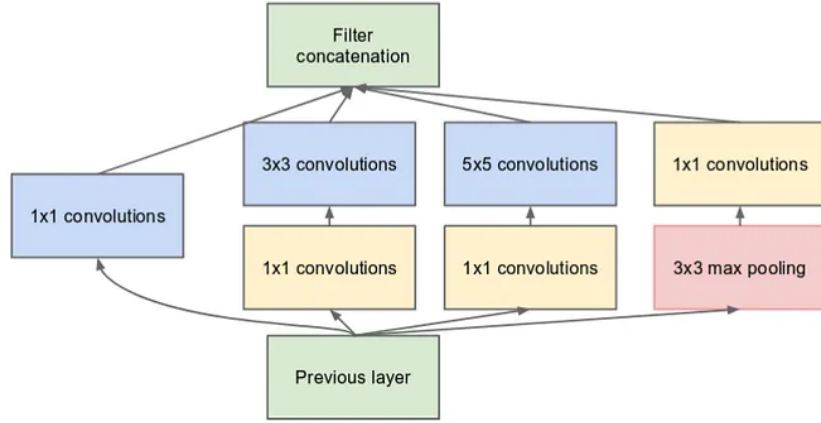 Filter
concatenation
3x3 convolutions
5x5 convolutions
1x1 convolutions
1x1 convolutions
1x1 convolutions
1x1 convolutions
3x3 max pooling
Previous layer